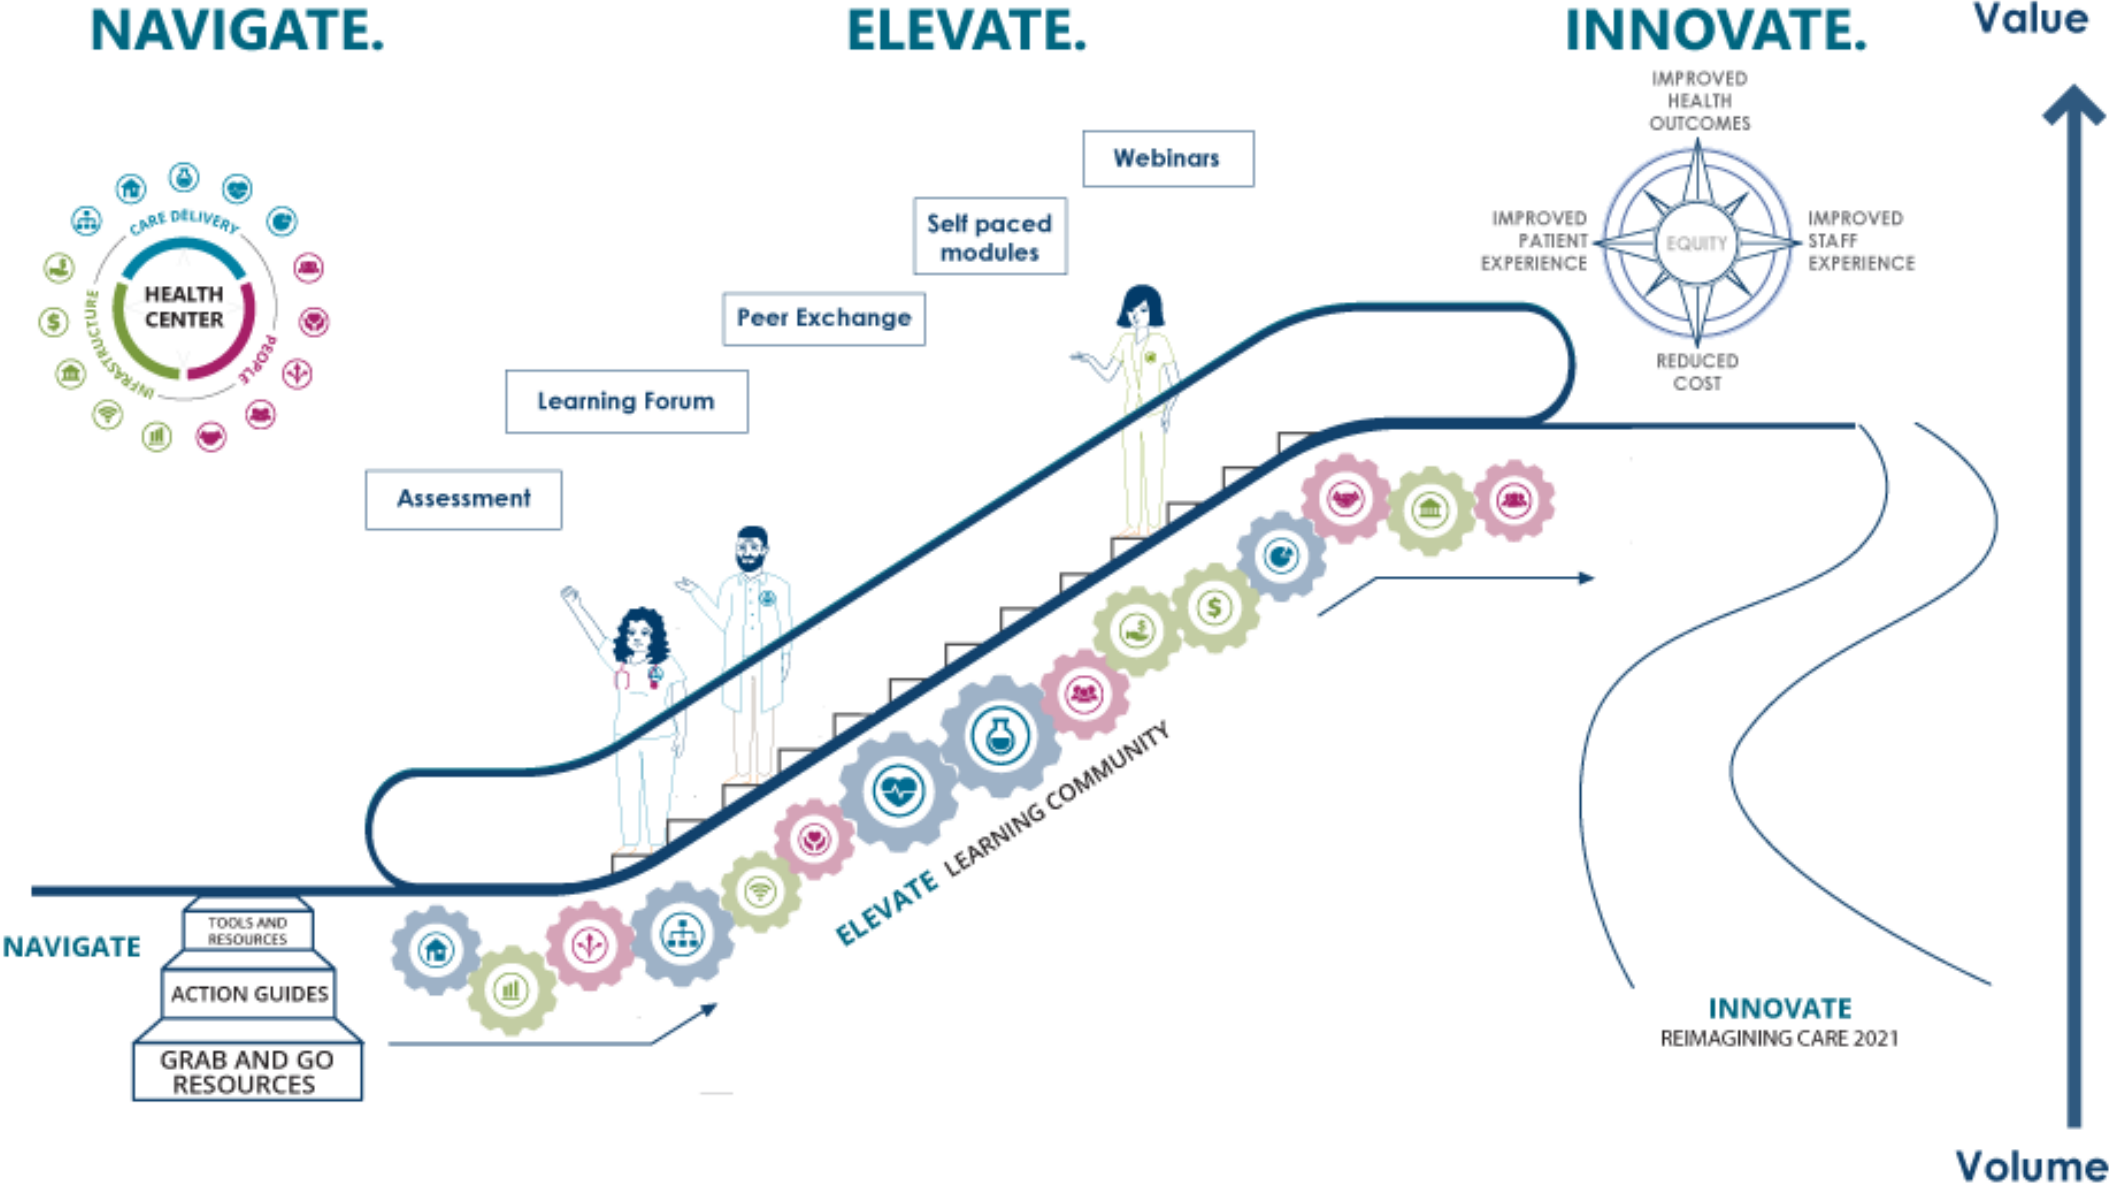 NAVIGATE.
ELEVATE.
INNOVATE.
Value
IMPROVED
HEALTH
OUTCOMES
IMPROVED
PATIENT
EXPERIENCE
EQUITY
IMPROVED
STAFF
EXPERIENCE
REDUCED
COST
CARE DELIVERY
HEALTH
CENTER
INFRASTRUCTURE
PEOPLE
Webinars
Self paced
modules
Peer Exchange
Learning Forum
Assessment
ELEVATE LEARNING COMMUNITY
NAVIGATE
TOOLS AND
RESOURCES
ACTION GUIDES
GRAB AND GO
RESOURCES
INNOVATE
REIMAGINING CARE 2021
Volume
$
$